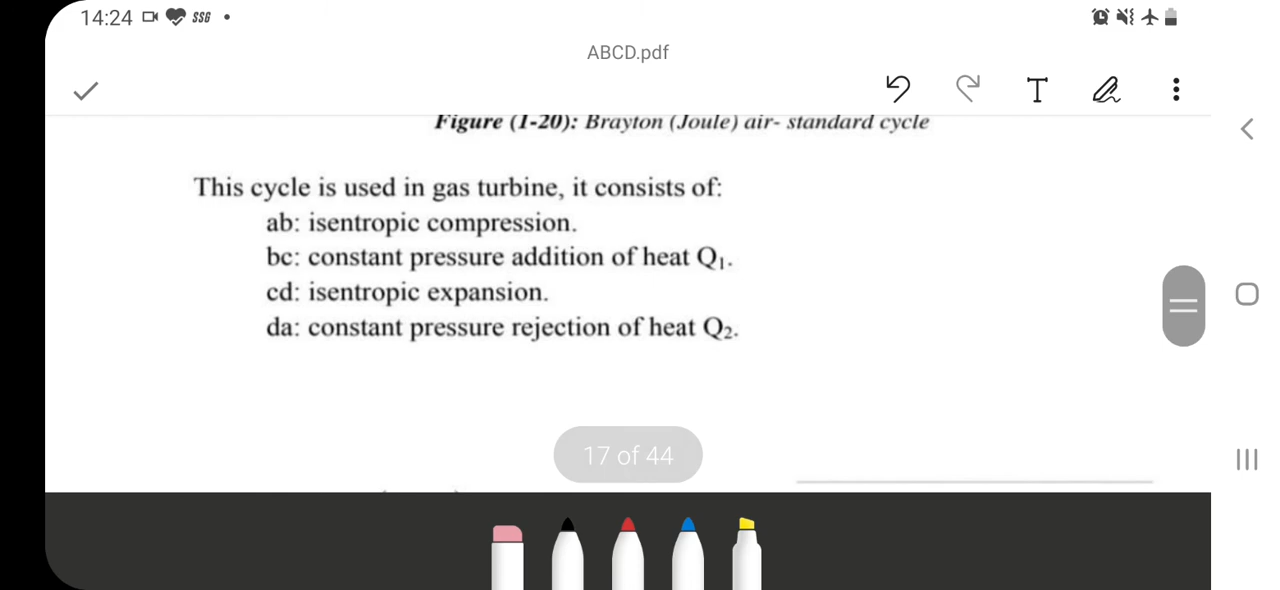 14:24 SSG
ABCD.pdf
T
Figure (1-20): Brayton (Joule) air- standard cycle
This cycle is used in gas turbine, it consists of:
ab: isentropic compression.
bc: constant pressure addition of heat Q₁.
cd: isentropic expansion.
da: constant pressure rejection of heat Q₂.
17 of 44